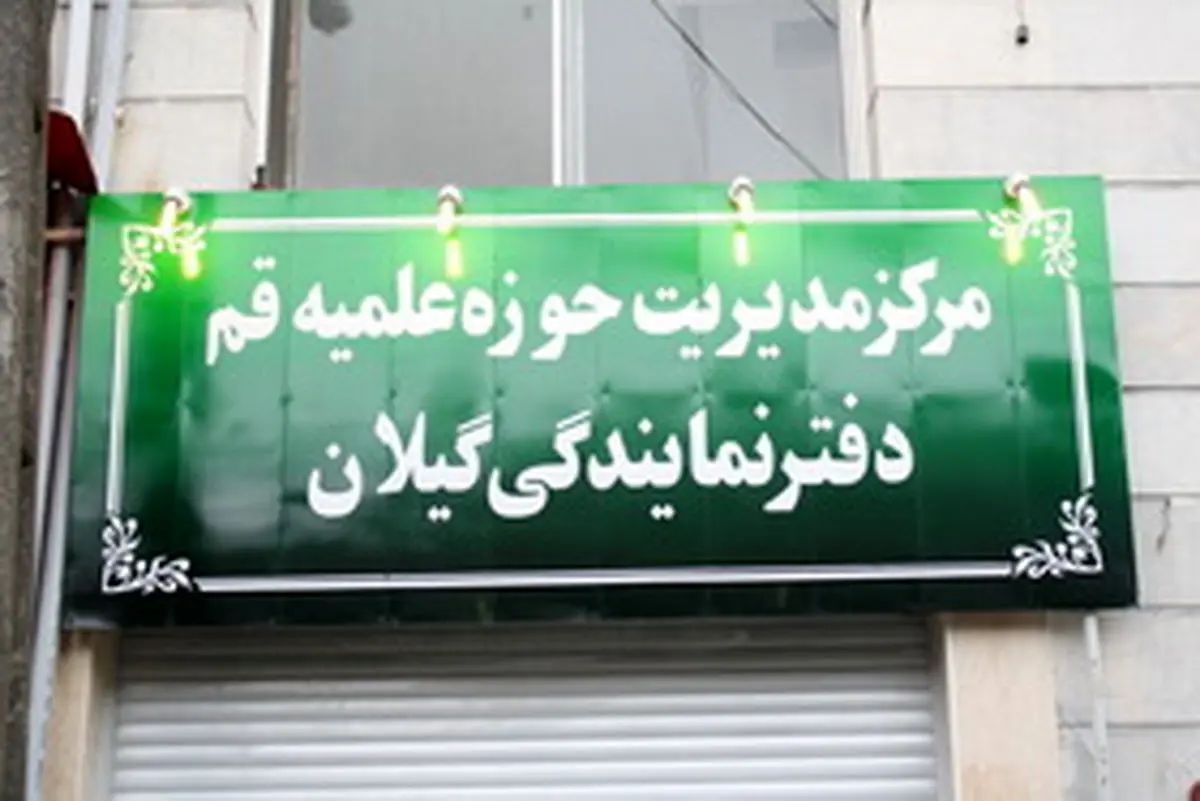 مرکز مدیریت حوزه علمیه قم
دفتر نمایندگی گیلان